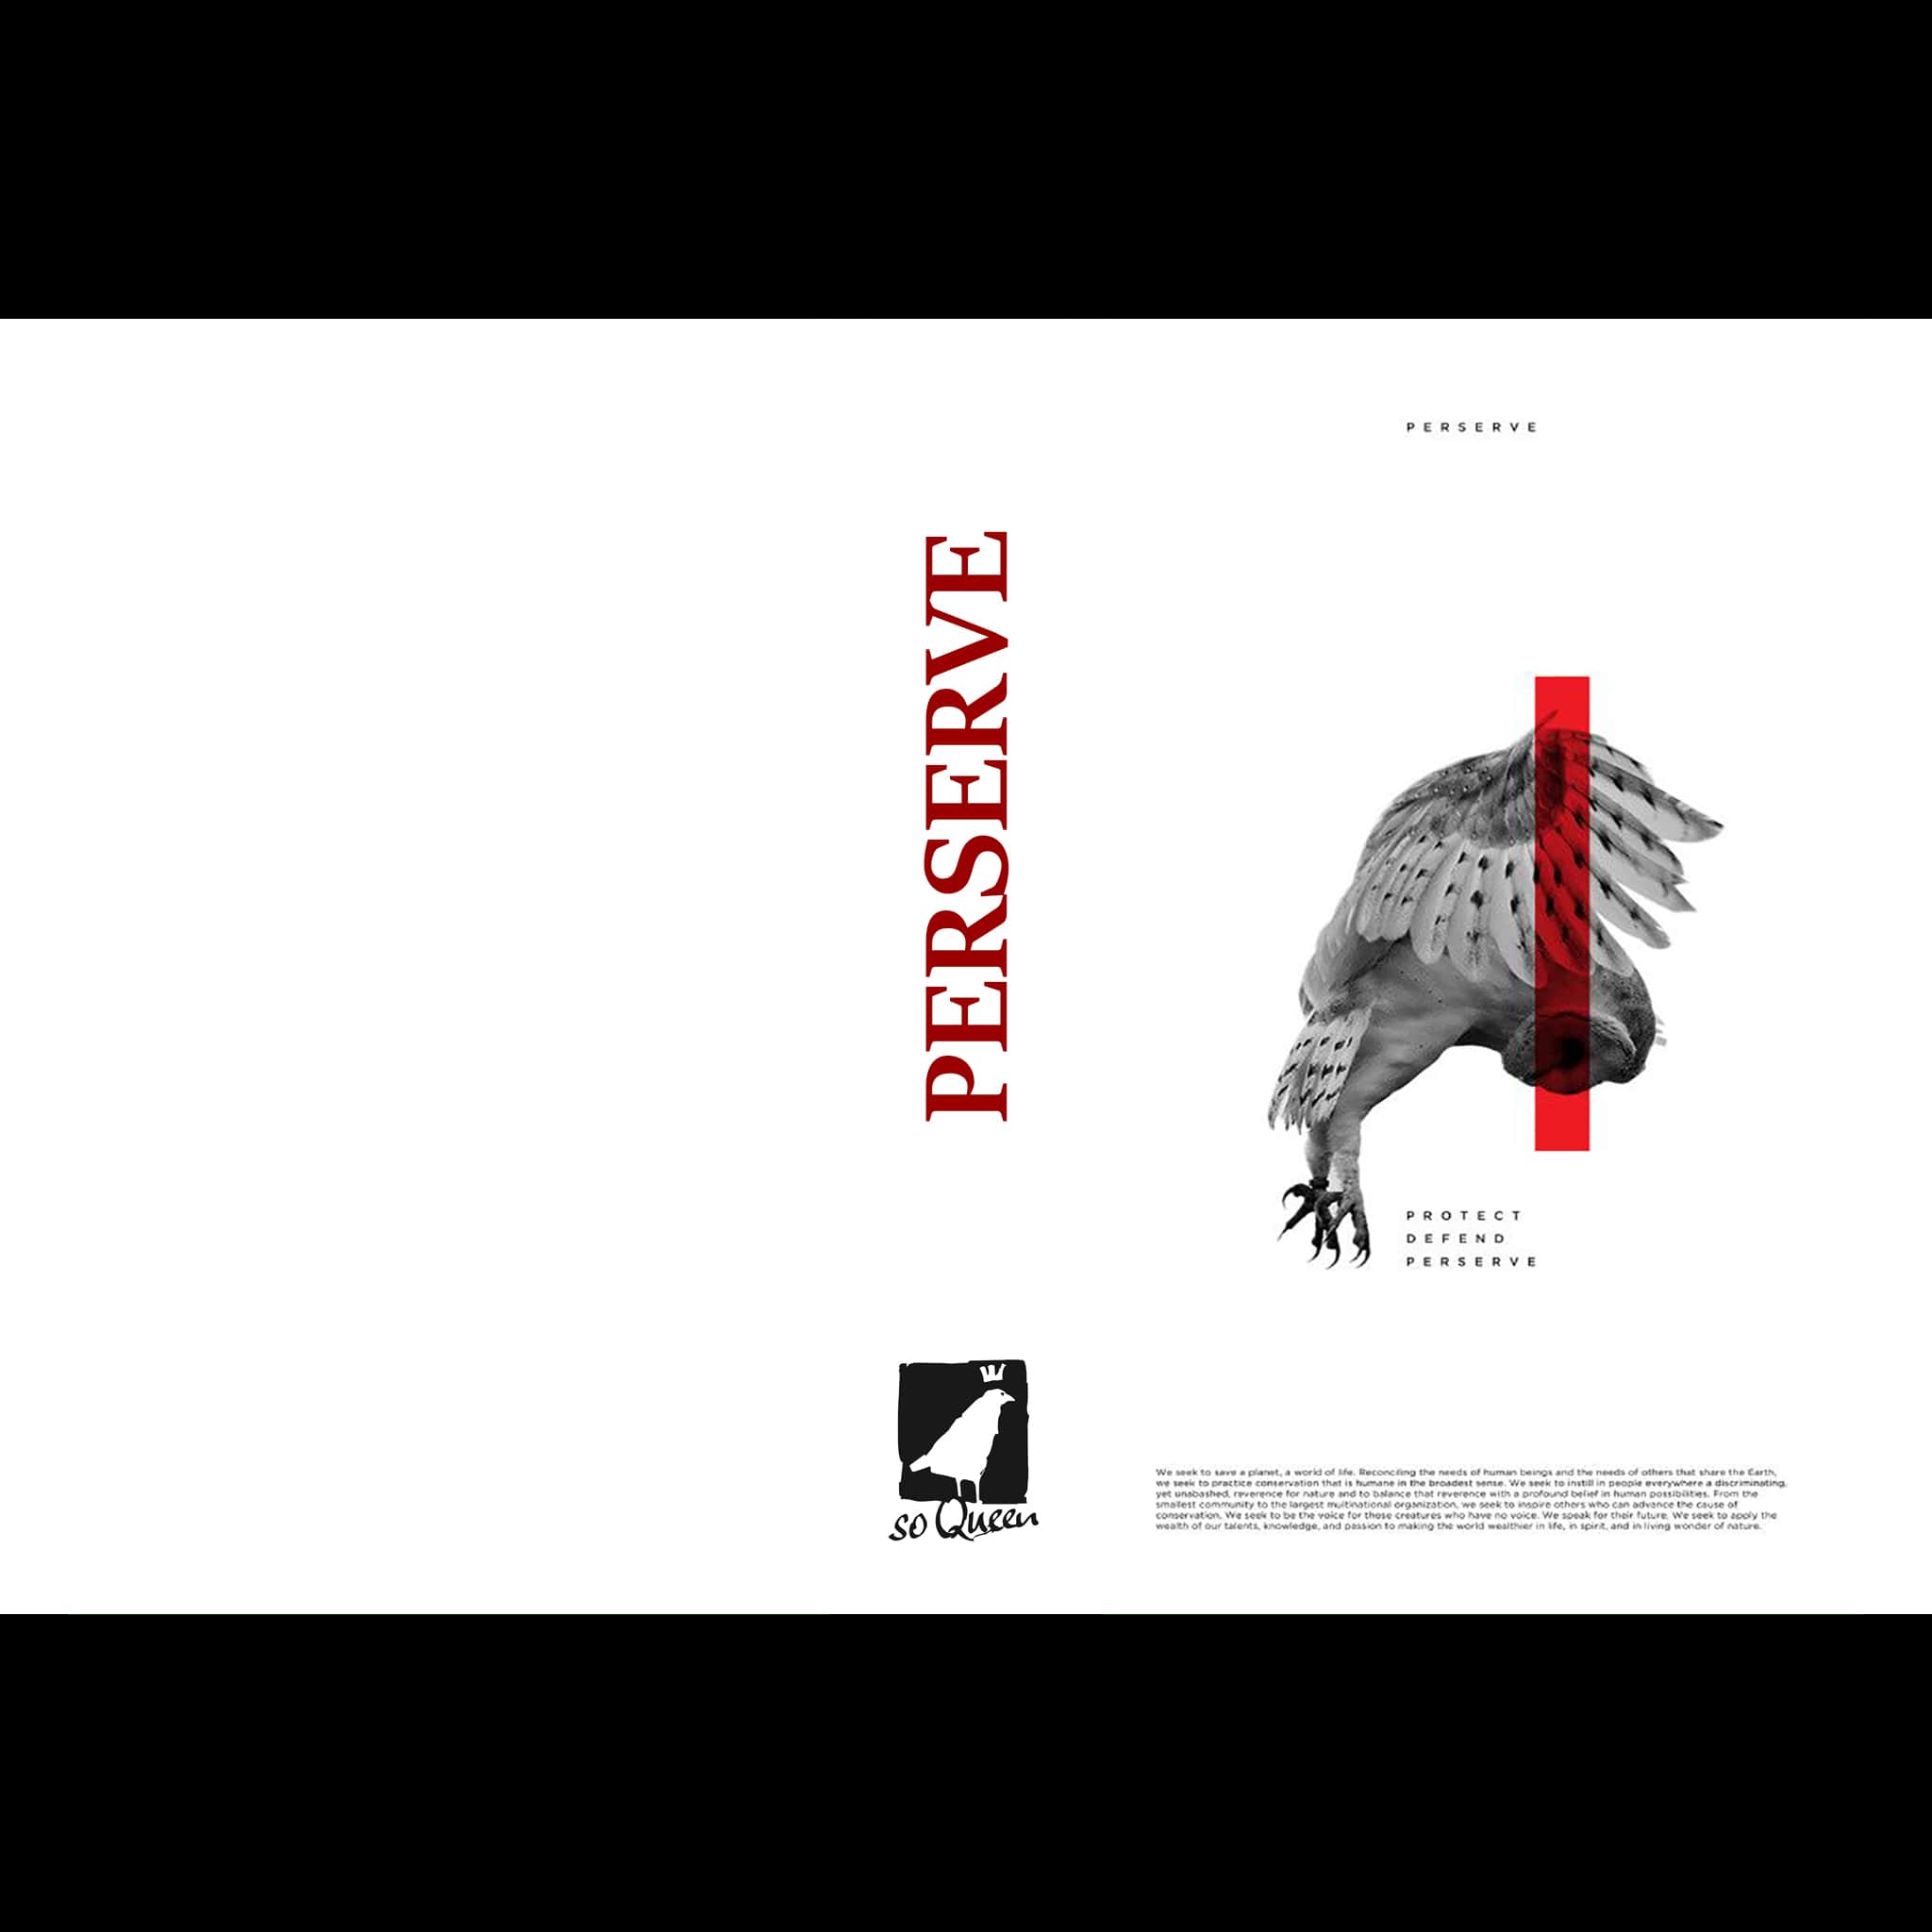 PERSERVE
PERSERVE
PROTECT
DEFEND
PERSERVE
so Queen
We seek to save a planet, a world of life. Reconciling the needs of human beings and the needs of others that share the Earth,
we seek to practice conservation that is humane in the broadest sense. We seek to instill in people everywhere a discriminating,
yet unabashed, reverence for nature and to balance that reverence with a profound belief in human possibilities. From the
smallest community to the largest multinational organization, we seek to inspire others who can advance the cause of
conservation. We seek to be the voice for those creatures who have no voice. We speak for their future. We seek to apply the
wealth of our talents, knowledge, and passion to making the world wealthier in life, in spirit, and in living wonder of nature.